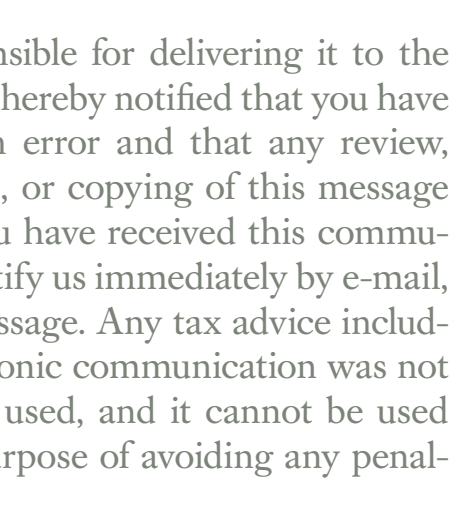 nsible for delivering it to the
hereby notified that you have
n error and that any review,
, or copying of this message
u have received this commu-
tify us immediately by e-mail,
ssage. Any tax advice includ-
onic communication was not
used, and it cannot be used
urpose of avoiding any penal-